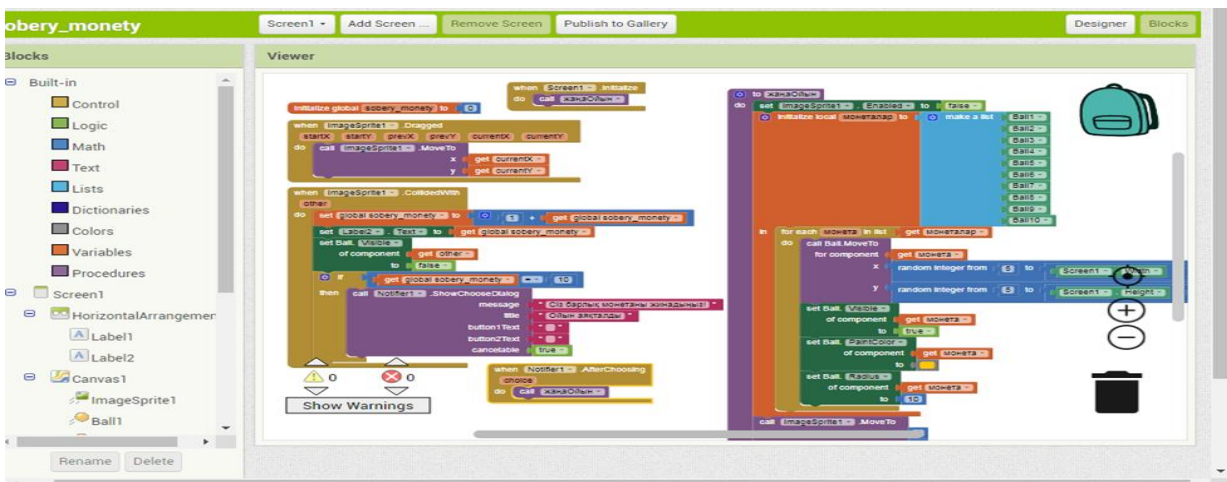 obery_monety
Screen1 Add Screen ... Remove Screen Publish to Gallery
Designer Blocks
Blocks
Viewer
Built-in
Control
Logic
Math
Text
Lists
Dictionaries
Colors
Variables
Procedures
Screen1
HorizontalArrangemer
Label1
Label2
Canvas1
ImageSprite1
Ball1
Rename Delete
initialize global sobery_monety to 0
when Screen1 .Initialize
do call жаңаОйын
when ImageSprite1 .Dragged
startX startY prevX prevY currentX currentY
do call ImageSprite1 .MoveTo
x get currentX
y get currentY
when ImageSprite1 .CollidedWith
other
do set global sobery_monety to 1 + get global sobery_monety
set Label2 . Text to get global sobery_monety
set Ball. Visible
of component get other
to false
if get global sobery_monety = 10
then call Notifier1 .ShowChooseDialog
message " Сіз барлық монетаны жинадыңыз! "
title " Ойын аяқталды "
button1Text " "
button2Text " "
cancelable true
0 0
Show Warnings
when Notifier1 .AfterChoosing
choice
do call жаңаОйын
to жаңаОйын
do set ImageSprite1 . Enabled to false
initialize local монеталар to make a list Ball1
Ball2
Ball3
Ball4
Ball5
Ball6
Ball7
Ball8
Ball9
Ball10
in for each монета in list get монеталар
do call Ball.MoveTo
for component get монета
x random integer from 5 to Screen1 . Width
y random integer from 5 to Screen1 . Height
set Ball. Visible
of component get монета
to true
set Ball. PaintColor
of component get монета
to
set Ball. Radius
of component get монета
to 10
call ImageSprite1 .MoveTo